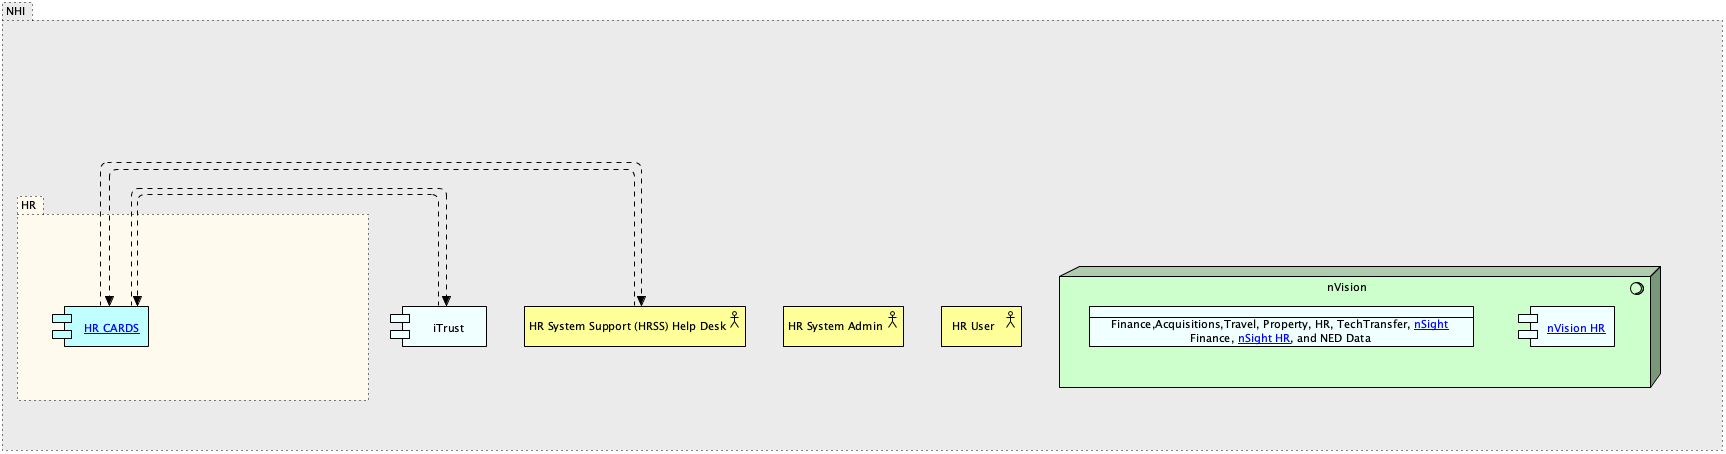 NHI
HR
nVision
HR CARDS
iTrust
HR System Support (HRSS) Help Desk
HR System Admin
HR User
Finance,Acquisitions,Travel, Property, HR, TechTransfer, nSight
Finance, nSight HR, and NED Data
nVision HR